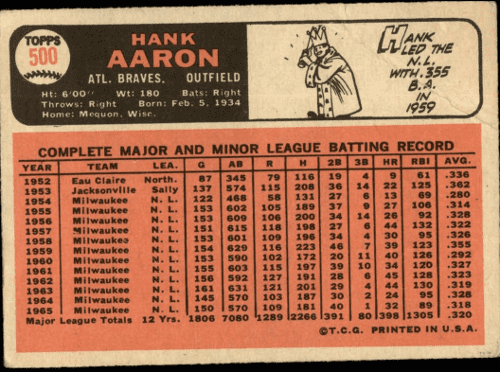 TOPPS
500
HANK
AARON
ATL. BRAVES. OUTFIELD
Ht: 6'00" Wt: 180 Bats: Right
Throws: Right Born: Feb. 5, 1934
Home: Mequon, Wisc.
HANK
LED THE
N.L.
WITH .355
B.A.
IN
1959
COMPLETE MAJOR AND MINOR LEAGUE BATTING RECORD
YEAR TEAM LEA. G AB R H 2B 3B HR RBI AVG.
1952 Eau Claire North. 87 345 79 116 19 4 9 61 .336
1953 Jacksonville Sally 137 574 115 208 36 14 22 125 .362
1954 Milwaukee N. L. 122 468 58 131 27 6 13 69 .280
1955 Milwaukee N. L. 153 602 105 189 37 9 27 106 .314
1956 Milwaukee N. L. 153 609 106 200 34 14 26 92 .328
1957 Milwaukee N. L. 151 615 118 198 27 6 44 132 .322
1958 Milwaukee N. L. 153 601 109 196 34 4 30 95 .326
1959 Milwaukee N. L. 154 629 116 223 46 7 39 123 .355
1960 Milwaukee N. L. 153 590 102 172 20 11 40 126 .292
1961 Milwaukee N. L. 155 603 115 197 39 10 34 120 .327
1962 Milwaukee N. L. 156 592 127 191 28 6 45 128 .323
1963 Milwaukee N. L. 161 631 121 201 29 4 44 130 .319
1964 Milwaukee N. L. 145 570 103 187 30 2 24 95 .328
1965 Milwaukee N. L. 150 570 109 181 40 1 32 89 .318
Major League Totals 12 Yrs. 1806 7080 1289 2266 391 80 398 1305 .320
©T.C.G. PRINTED IN U.S.A.